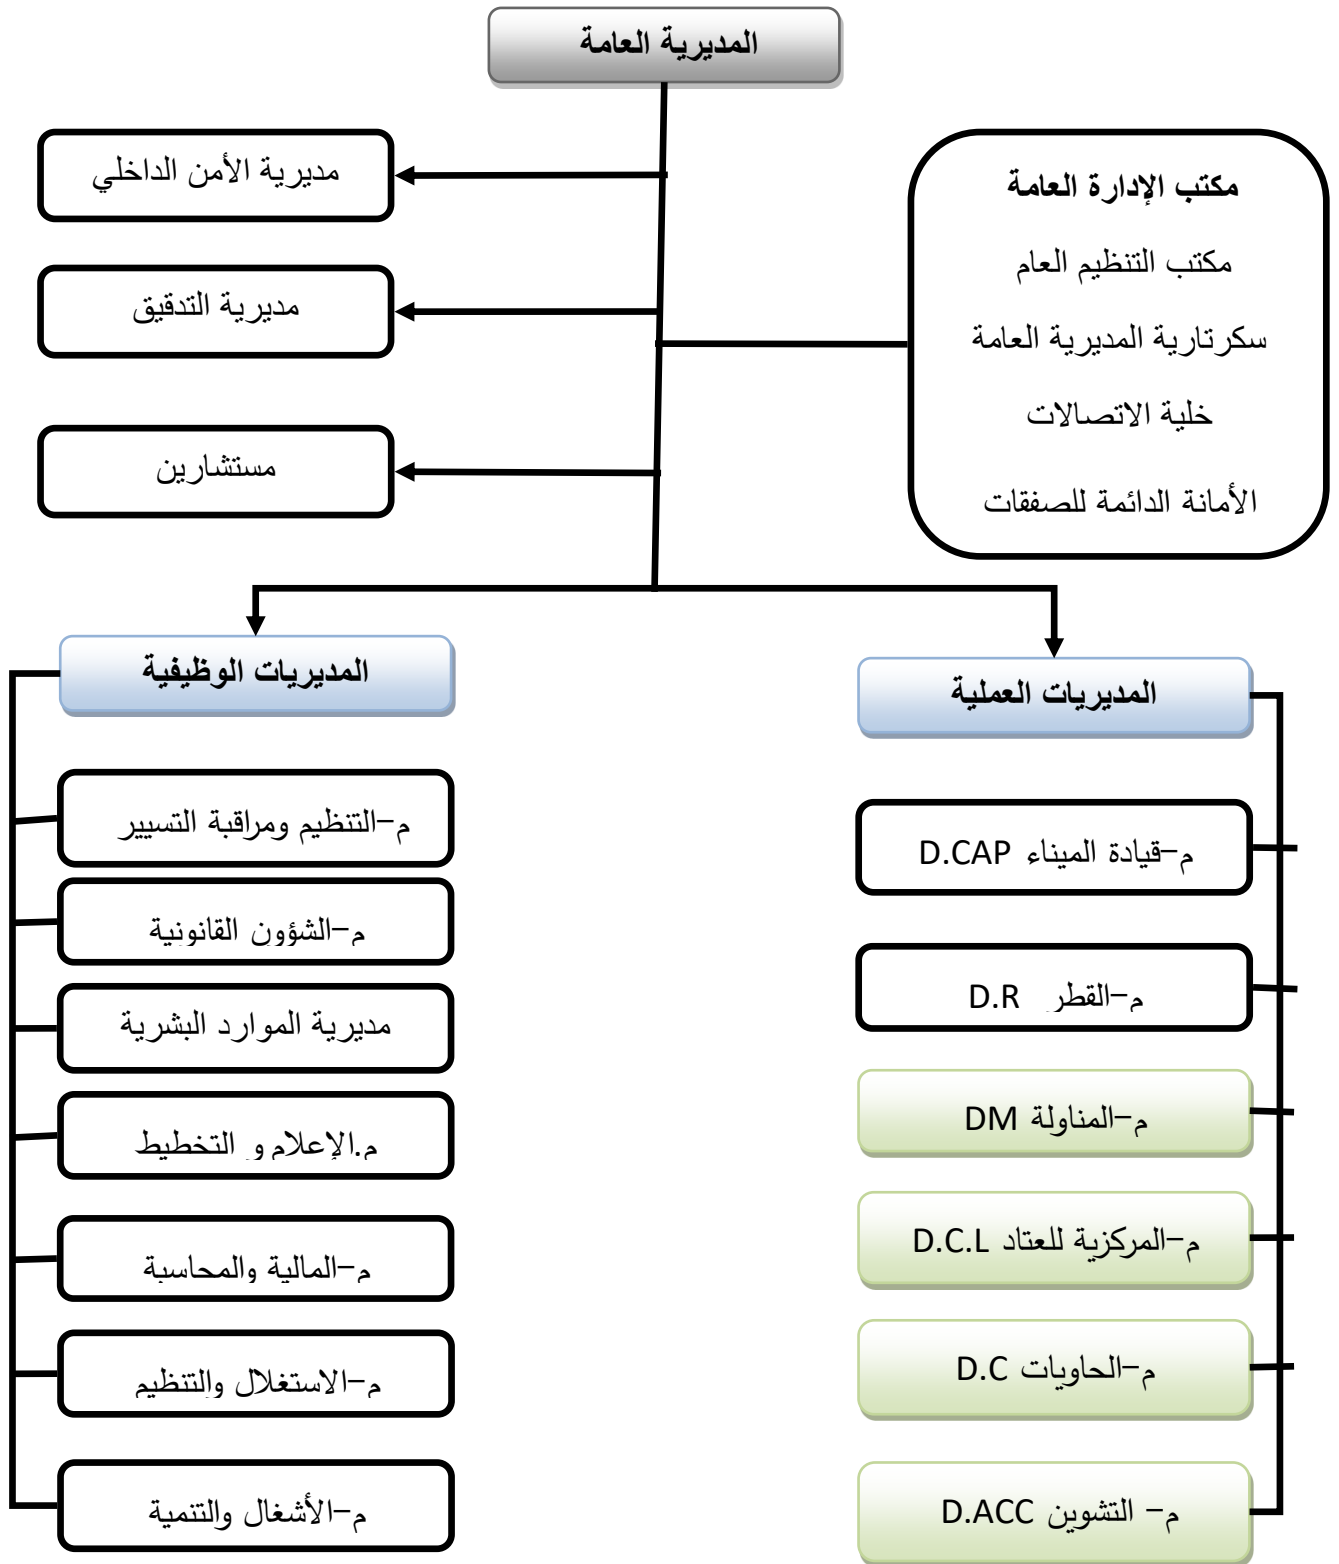 المديرية العامة
مكتب الإدارة العامة
مكتب التنظيم العام
سكرتارية المديرية العامة
خلية الاتصالات
الأمانة الدائمة للصفقات
مديرية الأمن الداخلي
مديرية التدقيق
مستشارين
المديريات العملية
م-قيادة الميناء D.CAP
م-القطر D.R
م-المناولة DM
م-المركزية للعتاد D.C.L
م-الحاويات D.C
م- التشوين D.ACC
المديريات الوظيفية
م-التنظيم ومراقبة التسيير
م-الشؤون القانونية
مديرية الموارد البشرية
م.الإعلام و التخطيط
م-المالية والمحاسبة
م-الاستغلال والتنظيم
م-الأشغال والتنمية